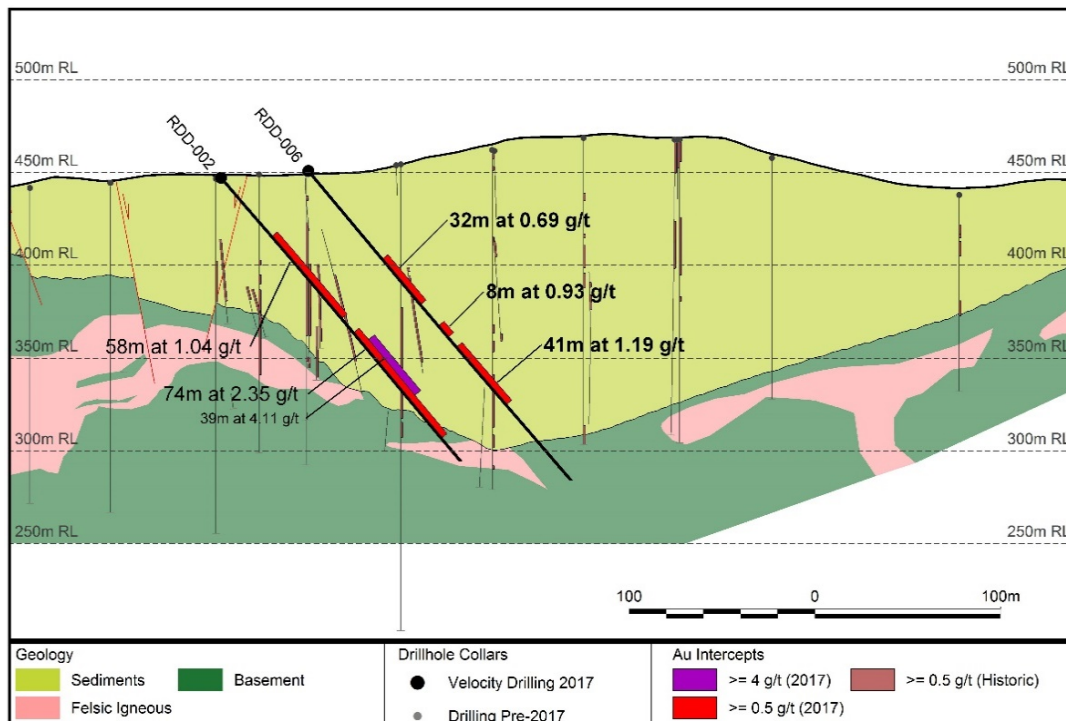 500m RL
500m RL
RDD-002
RDD-006
450m RL
450m RL
32m at 0.69 g/t
400m RL
400m RL
8m at 0.93 g/t
58m at 1.04 g/t
350m RL
41m at 1.19 g/t
350m RL
74m at 2.35 g/t
39m at 4.11 g/t
300m RL
300m RL
250m RL
250m RL
100
0
100m
Geology
Sediments
Basement
Felsic Igneous
Drillhole Collars
Velocity Drilling 2017
Drilling Pre-2017
Au Intercepts
>= 4 g/t (2017)
>= 0.5 g/t (Historic)
>= 0.5 g/t (2017)